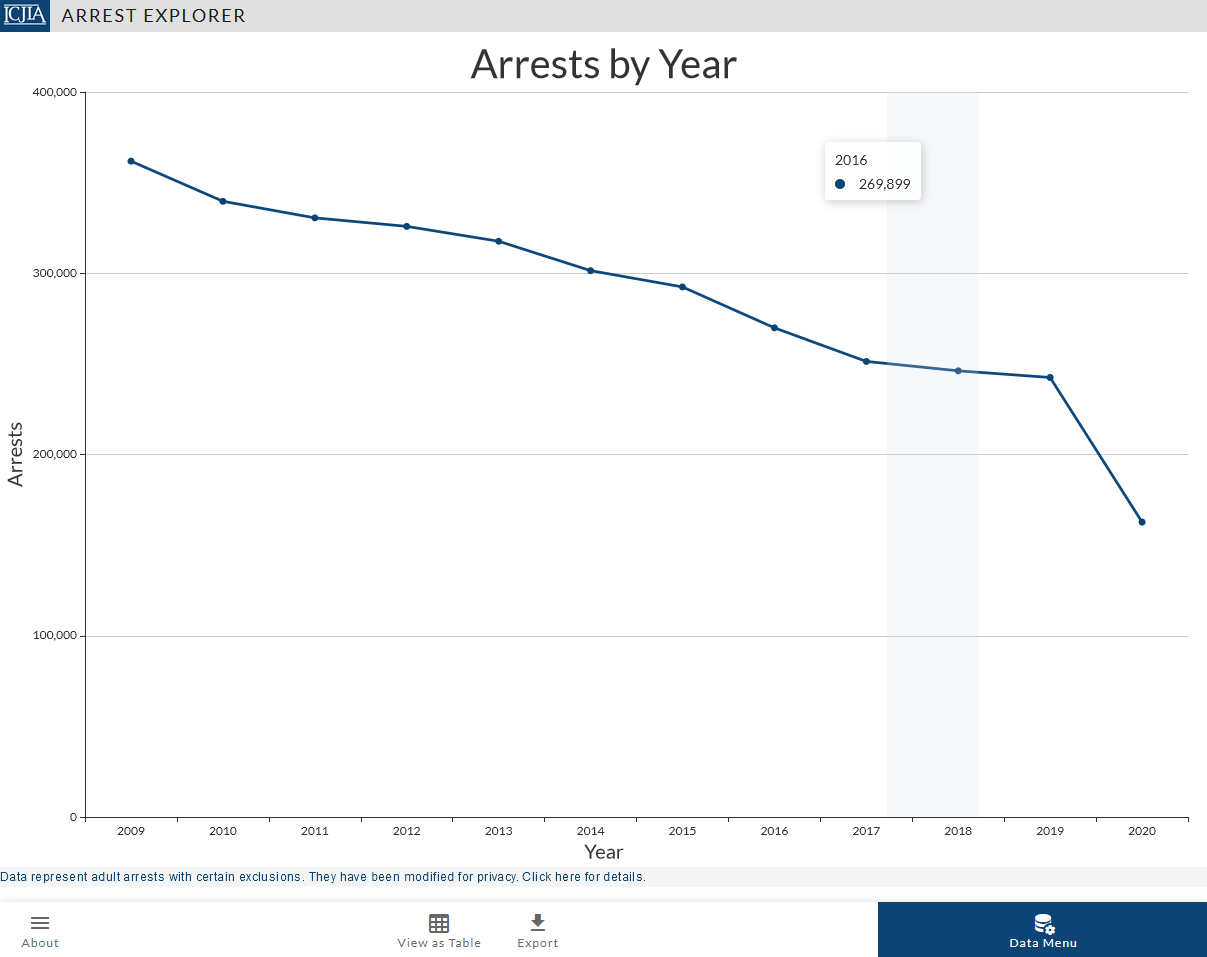 ICJIA ARREST EXPLORER
Arrests by Year
400,000
2016
269,899
300,000
Arrests
200,000
100,000
0
2009 2010 2011 2012 2013 2014 2015 2016 2017 2018 2019 2020
Year
Data represent adult arrests with certain exclusions. They have been modified for privacy. Click here for details.
About View as Table Export Data Menu